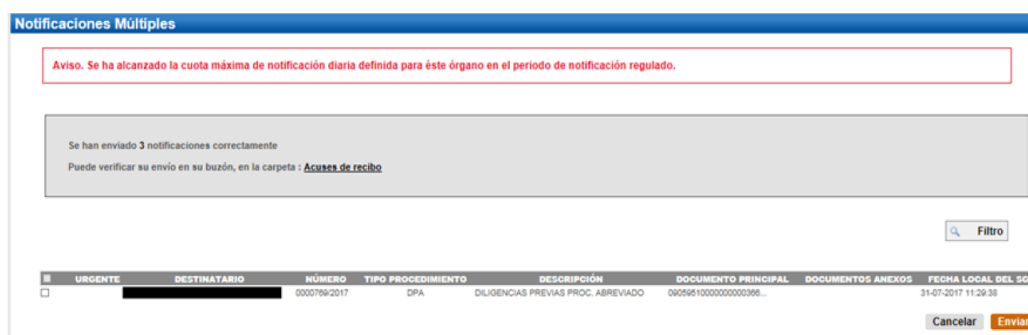 Notificaciones Múltiples
Aviso. Se ha alcanzado la cuota máxima de notificación diaria definida para éste órgano en el periodo de notificación regulado.
Se han enviado 3 notificaciones correctamente
Puede verificar su envío en su buzón, en la carpeta : Acuses de recibo
Filtro
URGENTE DESTINATARIO NÚMERO TIPO PROCEDIMIENTO DESCRIPCIÓN DOCUMENTO PRINCIPAL DOCUMENTOS ANEXOS FECHA LOCAL DEL
0000769/2017 DPA DILIGENCIAS PREVIAS PROC. ABREVIADO 31-07-2017 11:29:38
Cancelar Enviar